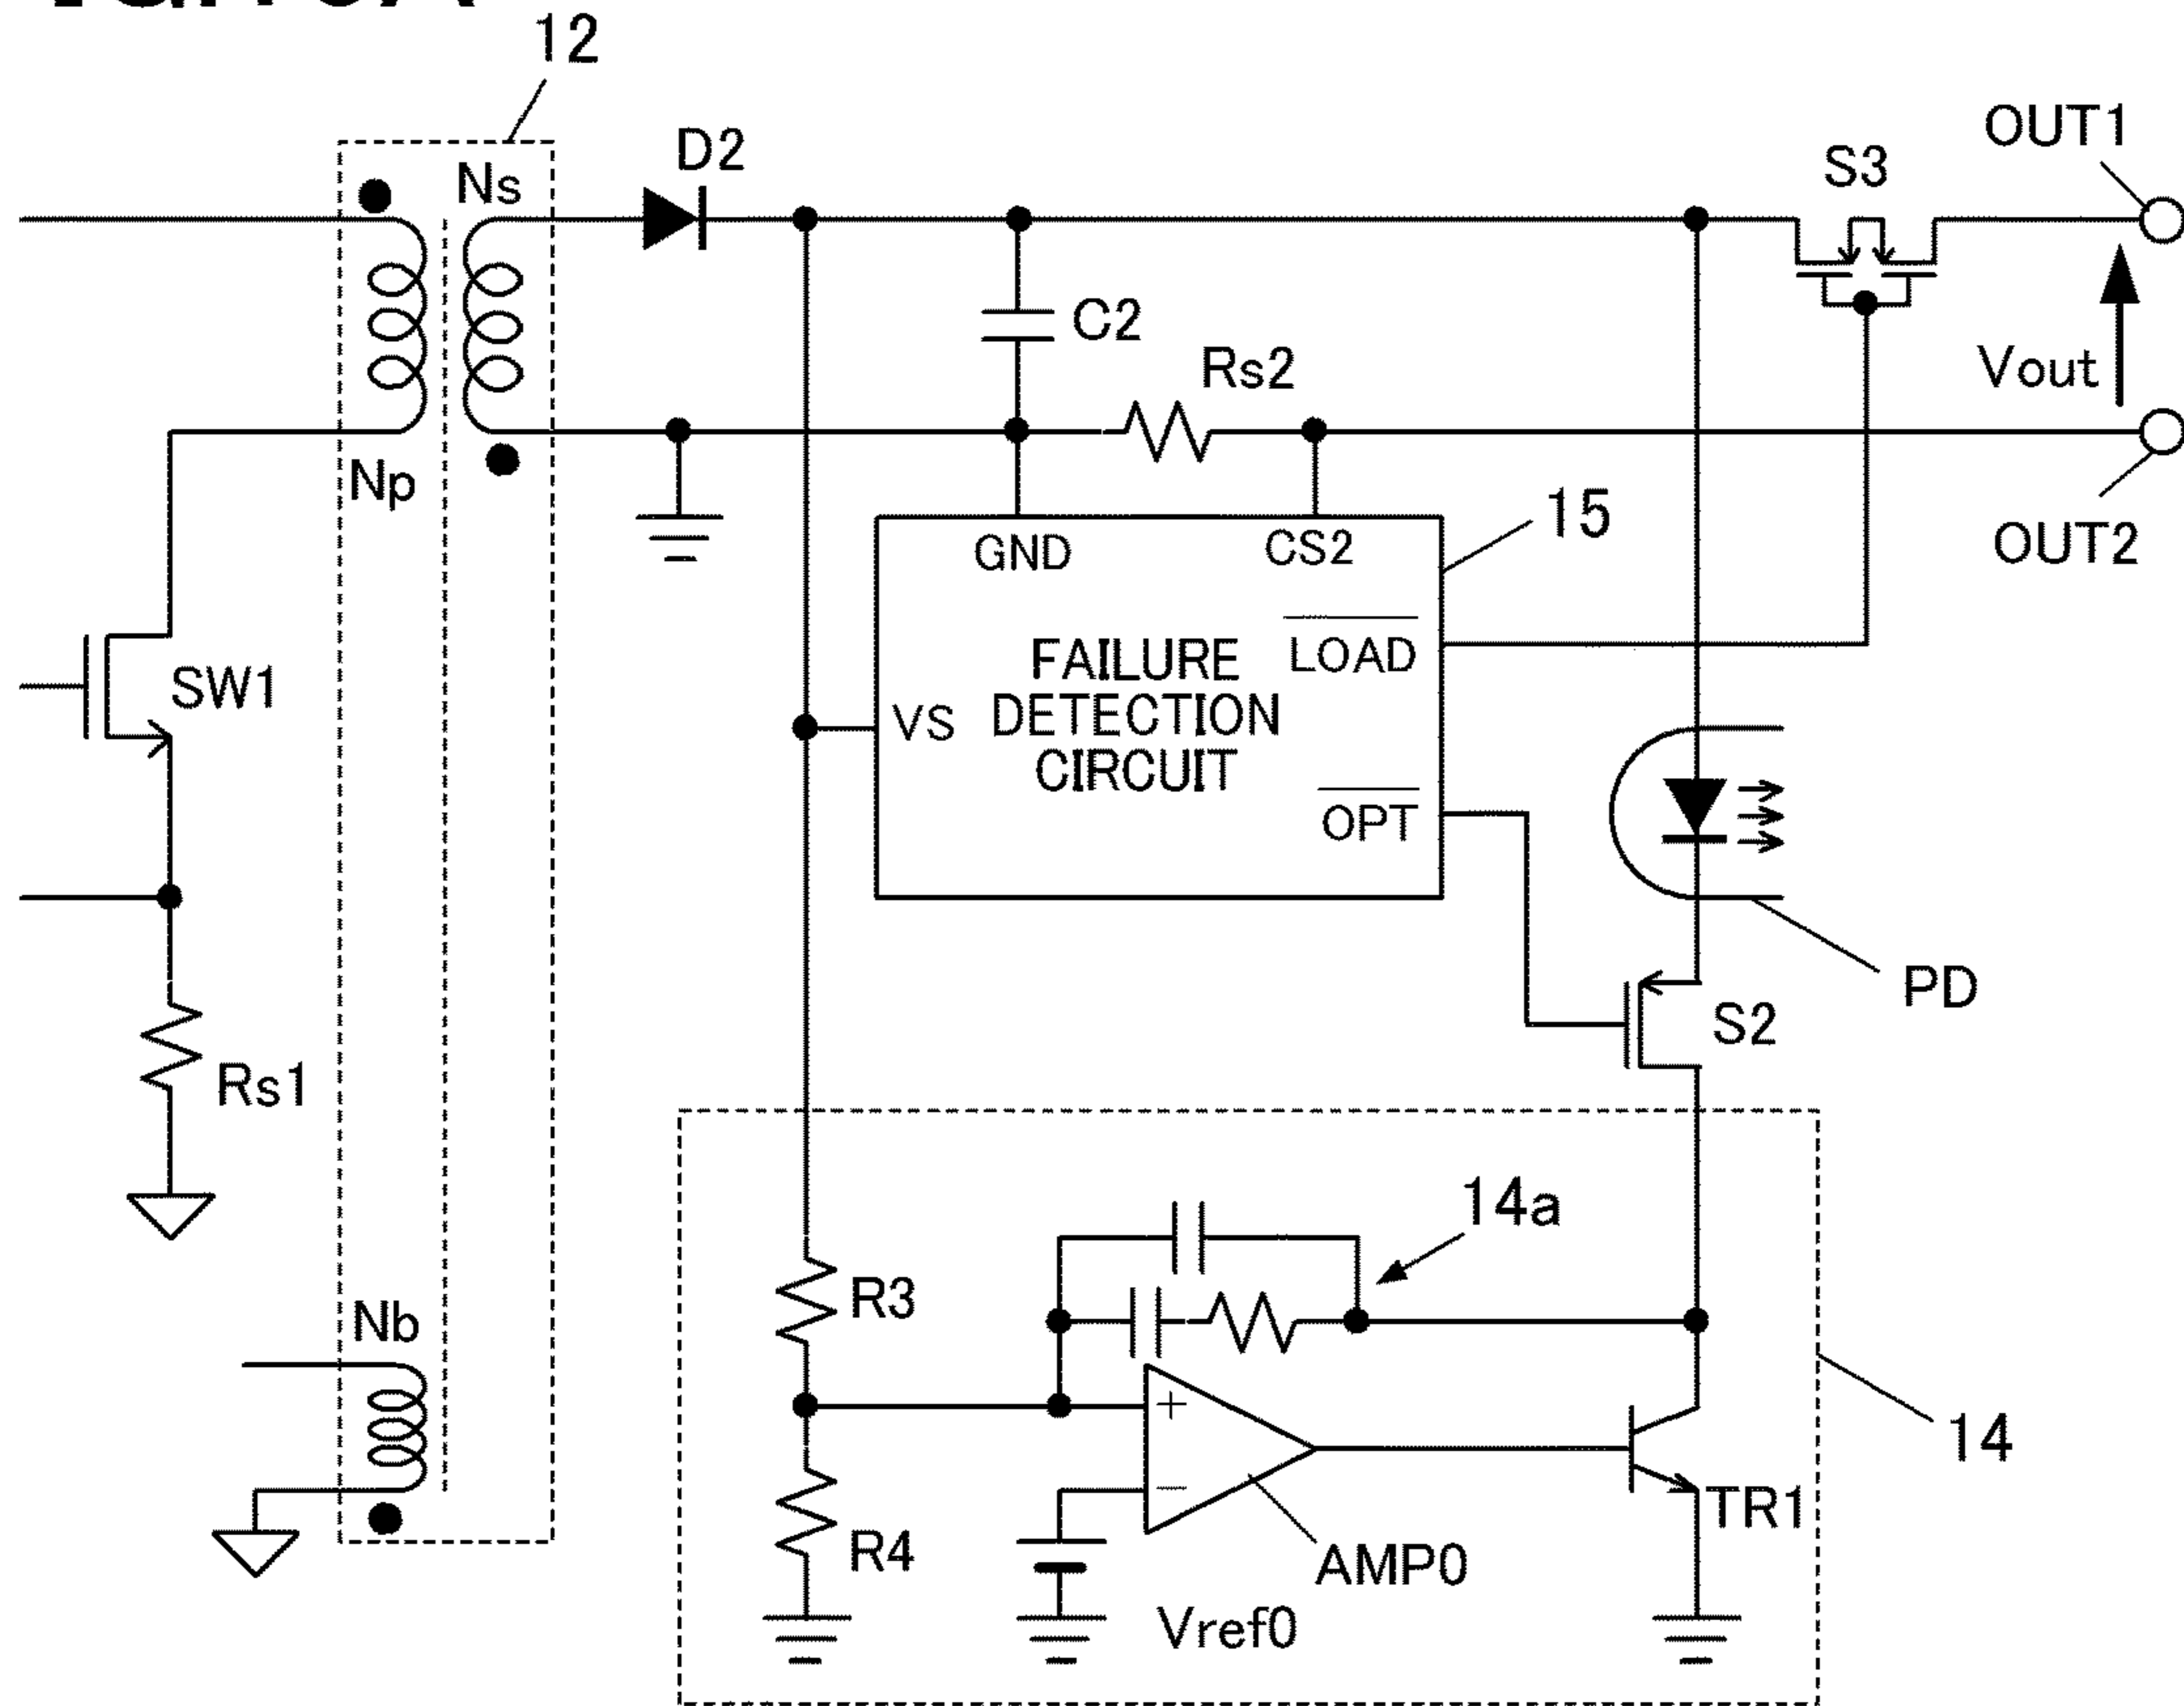 12
D2
OUT1
S3
Ns
C2
Rs2
Vout
Np
15
GND
CS2
OUT2
FAILURE
DETECTION
CIRCUIT
LOAD
SW1
VS
OPT
PD
S2
Rs1
14a
R3
Nb
+
14
−
TR1
R4
AMP0
Vref0